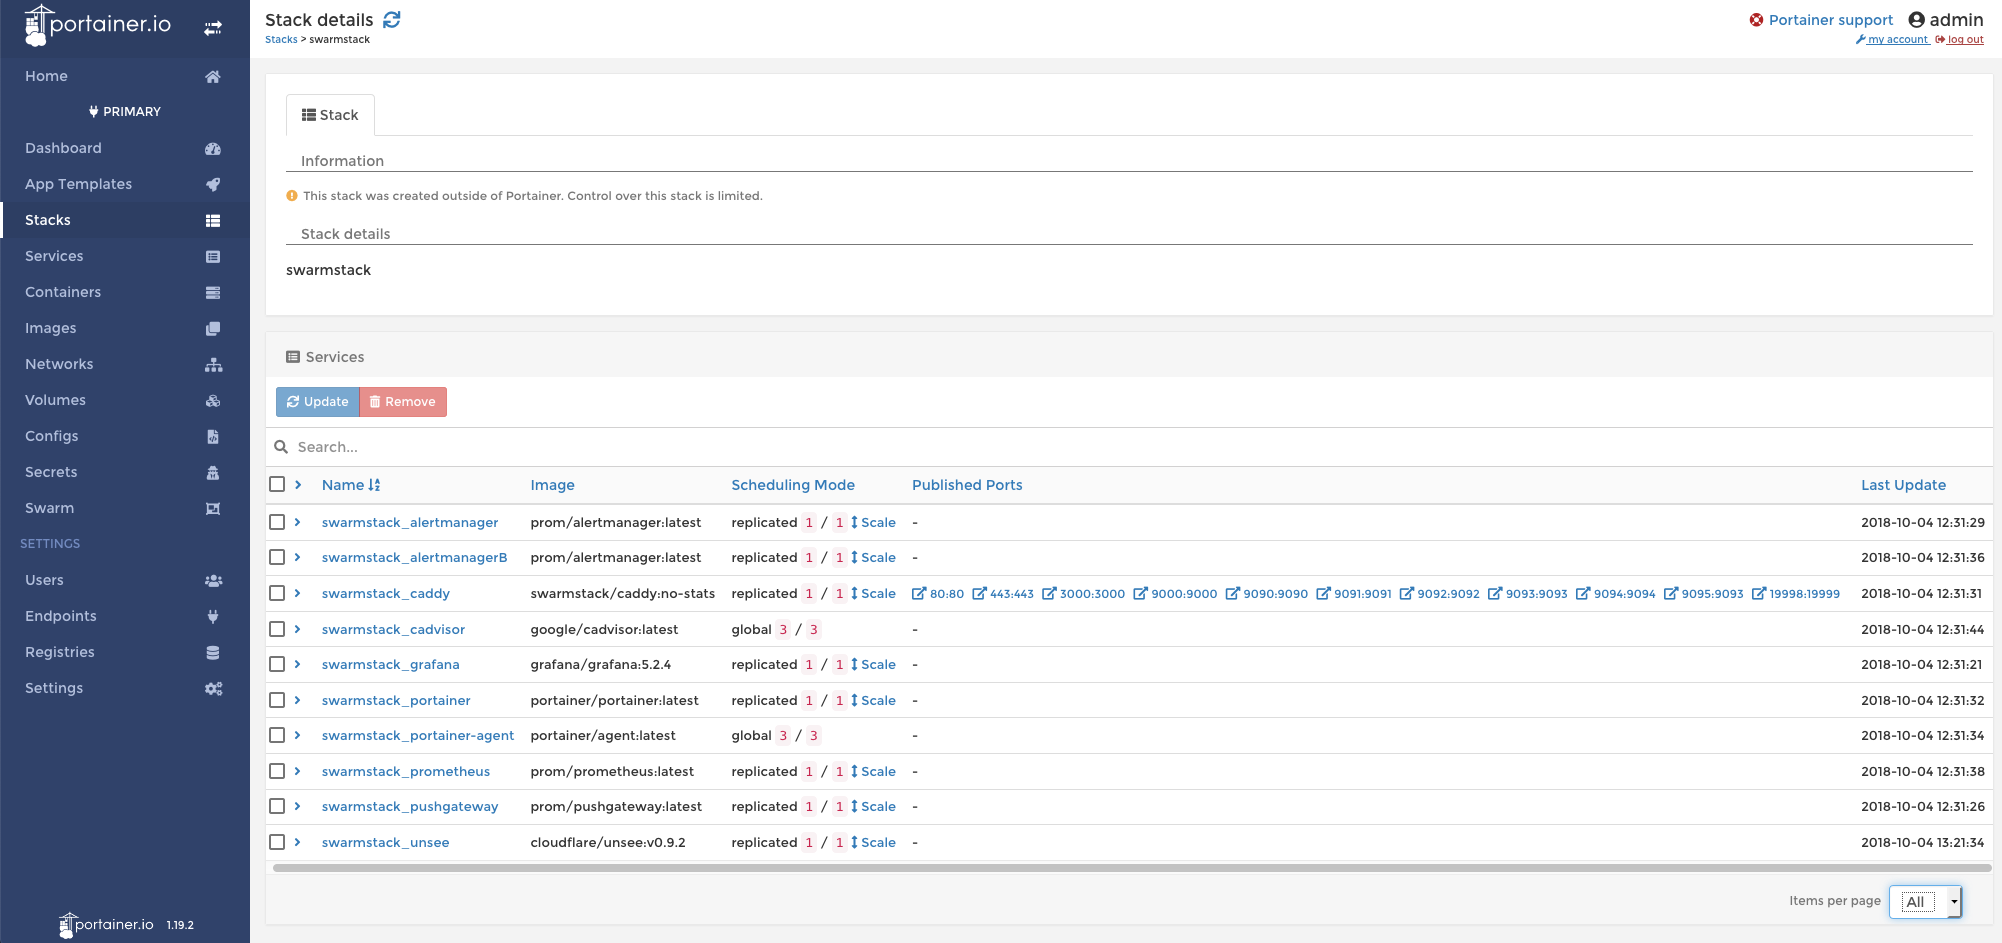 portainer.io
Home
PRIMARY
Dashboard
App Templates
Stacks
Services
Containers
Images
Networks
Volumes
Configs
Secrets
Swarm
SETTINGS
Users
Endpoints
Registries
Settings
portainer.io 1.19.2
Stack details
Stacks > swarmstack
Portainer support admin
my account log out
Stack
Information
This stack was created outside of Portainer. Control over this stack is limited.
Stack details
swarmstack
Services
Update Remove
Search...
Name Image Scheduling Mode Published Ports Last Update
swarmstack_alertmanager prom/alertmanager:latest replicated 1 / 1 Scale - 2018-10-04 12:31:29
swarmstack_alertmanagerB prom/alertmanager:latest replicated 1 / 1 Scale - 2018-10-04 12:31:36
swarmstack_caddy swarmstack/caddy:no-stats replicated 1 / 1 Scale 80:80 443:443 3000:3000 9000:9000 9090:9090 9091:9091 9092:9092 9093:9093 9094:9094 9095:9093 19998:19999 2018-10-04 12:31:31
swarmstack_cadvisor google/cadvisor:latest global 3 / 3 - 2018-10-04 12:31:44
swarmstack_grafana grafana/grafana:5.2.4 replicated 1 / 1 Scale - 2018-10-04 12:31:21
swarmstack_portainer portainer/portainer:latest replicated 1 / 1 Scale - 2018-10-04 12:31:32
swarmstack_portainer-agent portainer/agent:latest global 3 / 3 - 2018-10-04 12:31:34
swarmstack_prometheus prom/prometheus:latest replicated 1 / 1 Scale - 2018-10-04 12:31:38
swarmstack_pushgateway prom/pushgateway:latest replicated 1 / 1 Scale - 2018-10-04 12:31:26
swarmstack_unsee cloudflare/unsee:v0.9.2 replicated 1 / 1 Scale - 2018-10-04 13:21:34
Items per page All